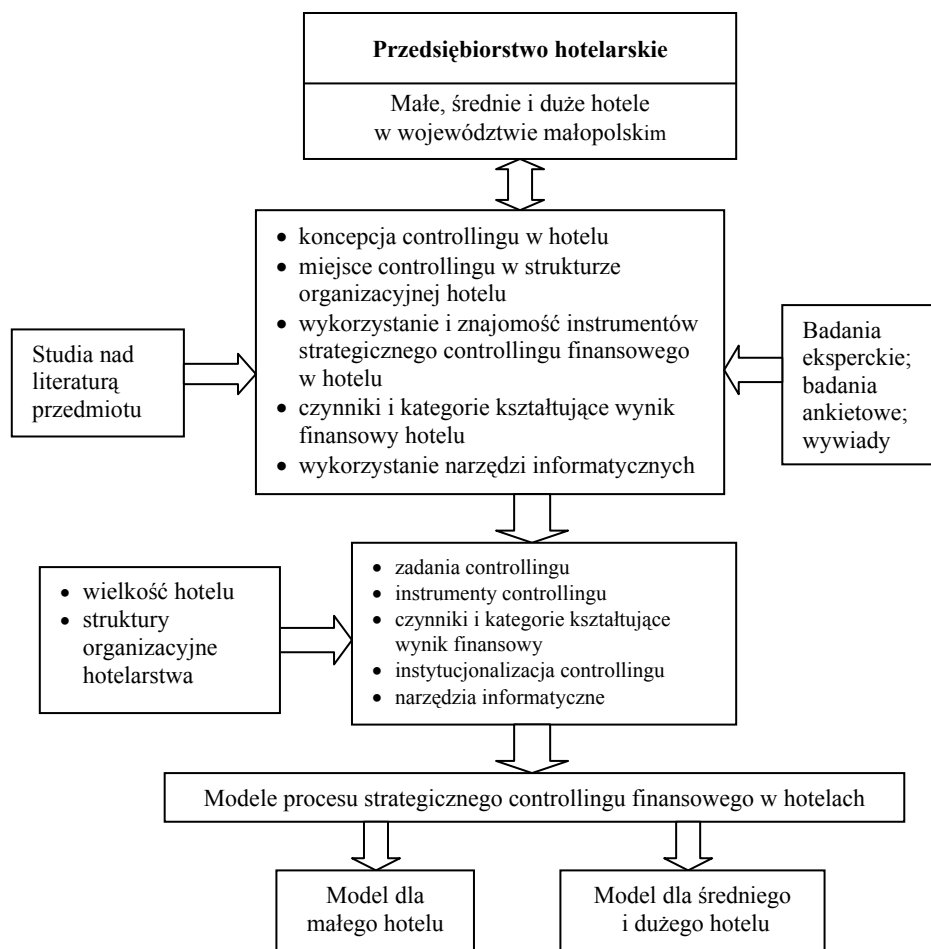 Przedsiębiorstwo hotelarskie
Małe, średnie i duże hotele
w województwie małopolskim
• koncepcja controllingu w hotelu
• miejsce controllingu w strukturze
organizacyjnej hotelu
• wykorzystanie i znajomość instrumentów
strategicznego controllingu finansowego
w hotelu
• czynniki i kategorie kształtujące wynik
finansowy hotelu
• wykorzystanie narzędzi informatycznych
Studia nad
literaturą
przedmiotu
Badania
eksperckie;
badania
ankietowe;
wywiady
• wielkość hotelu
• struktury
organizacyjne
hotelarstwa
• zadania controllingu
• instrumenty controllingu
• czynniki i kategorie kształtujące
wynik finansowy
• instytucjonalizacja controllingu
• narzędzia informatyczne
Modele procesu strategicznego controllingu finansowego w hotelach
Model dla
małego hotelu
Model dla średniego
i dużego hotelu